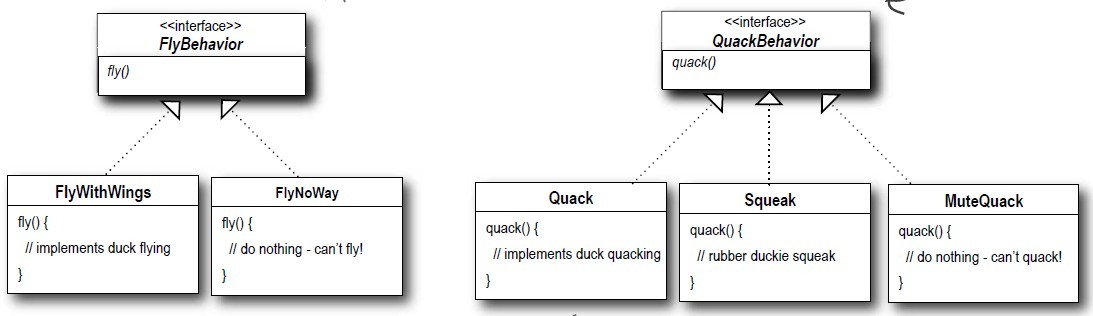 <<interface>>
FlyBehavior
fly()
<<interface>>
QuackBehavior
quack()
FlyWithWings
fly() {
// implements duck flying
}
FlyNoWay
fly() {
// do nothing - can't fly!
}
Quack
quack() {
// implements duck quacking
}
Squeak
quack() {
// rubber duckie squeak
}
MuteQuack
quack() {
// do nothing - can't quack!
}